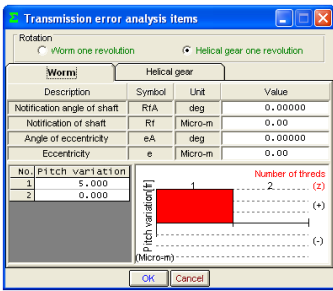 Transmission error analysis items
Rotation
Worm one revolution
Helical gear one revolution
Worm
Helical gear
Description Symbol Unit Value
Notification angle of shaft RfA deg 0.00000
Notification of shaft Rf Micro-m 0.00
Angle of eccentricity eA deg 0.00000
Eccentricity e Micro-m 0.00
No. Pitch variation
1 5.000
2 0.000
Number of threds
1 2 (z)
Pitch variation[fr]
(+)
(-)
(Micro-m)
OK Cancel